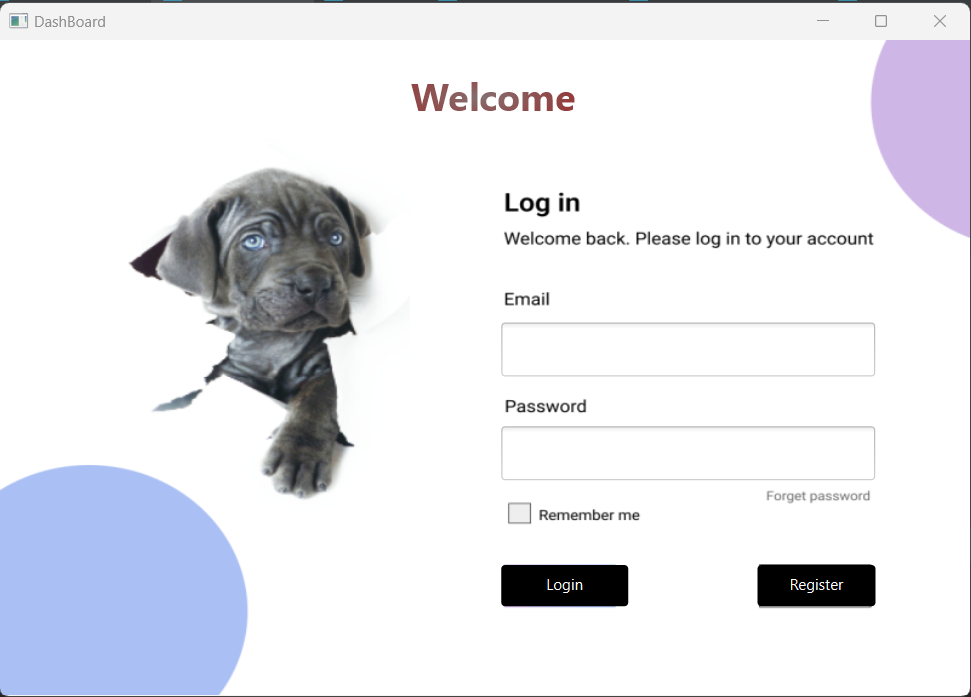 DashBoard
Welcome
Log in
Welcome back. Please log in to your account
Email
Password
Forget password
Remember me
Login
Register